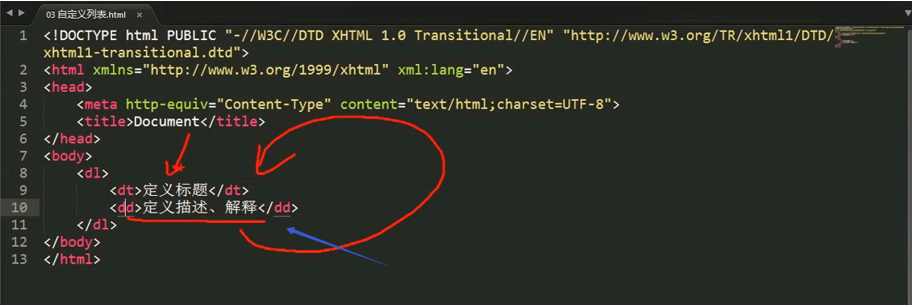 03 自定义列表.html
1 <!DOCTYPE html PUBLIC "-//W3C//DTD XHTML 1.0 Transitional//EN" "http://www.w3.org/TR/xhtml1/DTD/
xhtml1-transitional.dtd">
2 <html xmlns="http://www.w3.org/1999/xhtml" xml:lang="en">
3 <head>
4 <meta http-equiv="Content-Type" content="text/html;charset=UTF-8">
5 <title>Document</title>
6 </head>
7 <body>
8 <dl>
9 <dt>定义标题</dt>
10 <dd>定义描述、解释</dd>
11 </dl>
12 </body>
13 </html>